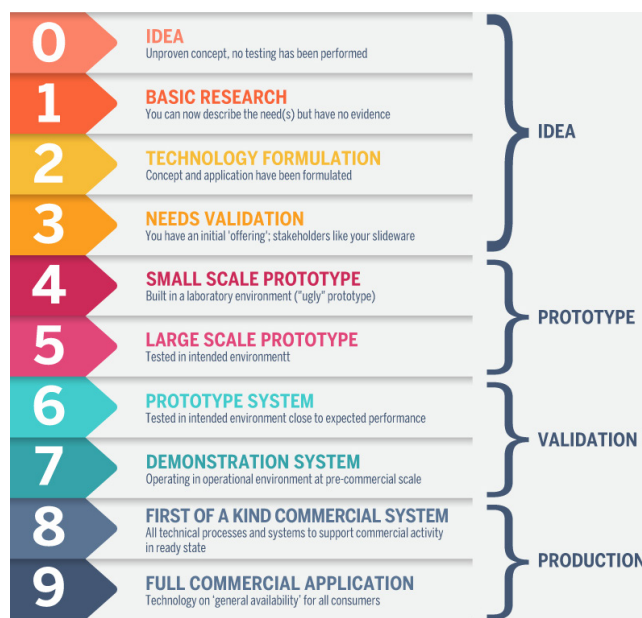 0
IDEA
Unproven concept, no testing has been performed
1
BASIC RESEARCH
You can now describe the need(s) but have no evidence
2
TECHNOLOGY FORMULATION
Concept and application have been formulated
3
NEEDS VALIDATION
You have an initial 'offering'; stakeholders like your slideware
IDEA
4
SMALL SCALE PROTOTYPE
Built in a laboratory environment ("ugly" prototype)
5
LARGE SCALE PROTOTYPE
Tested in intended environmentt
PROTOTYPE
6
PROTOTYPE SYSTEM
Tested in intended environment close to expected performance
7
DEMONSTRATION SYSTEM
Operating in operational environment at pre-commercial scale
VALIDATION
8
FIRST OF A KIND COMMERCIAL SYSTEM
All technical processes and systems to support commercial activity
in ready state
9
FULL COMMERCIAL APPLICATION
Technology on 'general availability' for all consumers
PRODUCTION